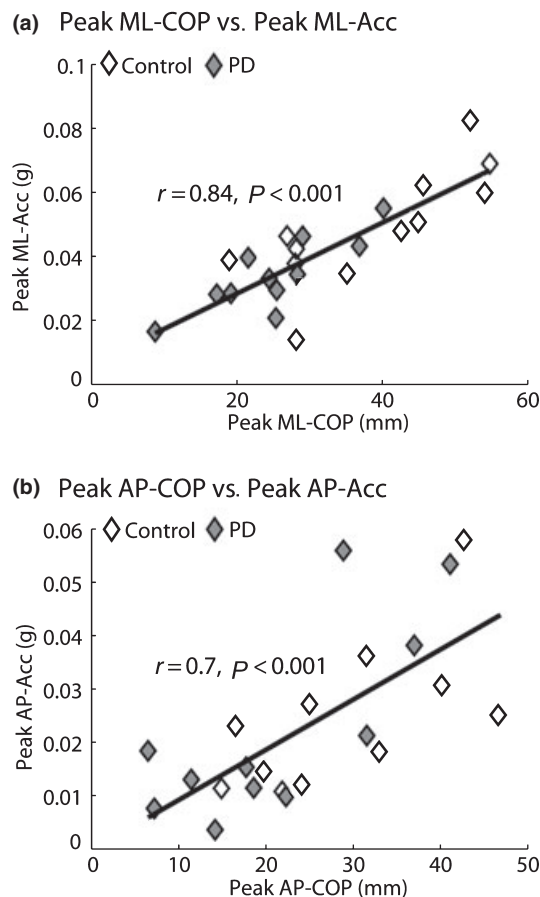 (a) Peak ML-COP vs. Peak ML-Acc
Control PD
0.1
0.08
0.06
0.04
0.02
0
Peak ML-Acc (g)
r = 0.84, P < 0.001
0 20 40 60
Peak ML-COP (mm)
(b) Peak AP-COP vs. Peak AP-Acc
Control PD
0.06
0.05
0.04
0.03
0.02
0.01
0
Peak AP-Acc (g)
r = 0.7, P < 0.001
0 10 20 30 40 50
Peak AP-COP (mm)